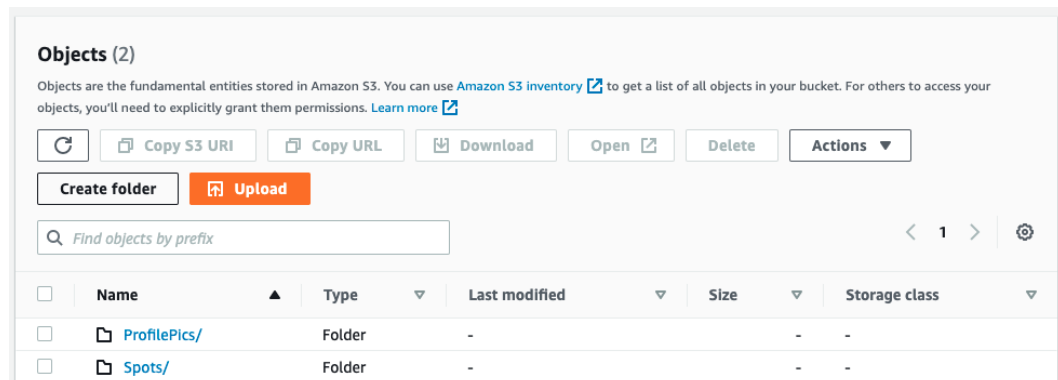 Objects (2)
Objects are the fundamental entities stored in Amazon S3. You can use Amazon S3 inventory to get a list of all objects in your bucket. For others to access your
objects, you'll need to explicitly grant them permissions. Learn more
Copy S3 URI Copy URL Download Open Delete Actions
Create folder Upload
Find objects by prefix 1
Name Type Last modified Size Storage class
ProfilePics/ Folder - - -
Spots/ Folder - - -